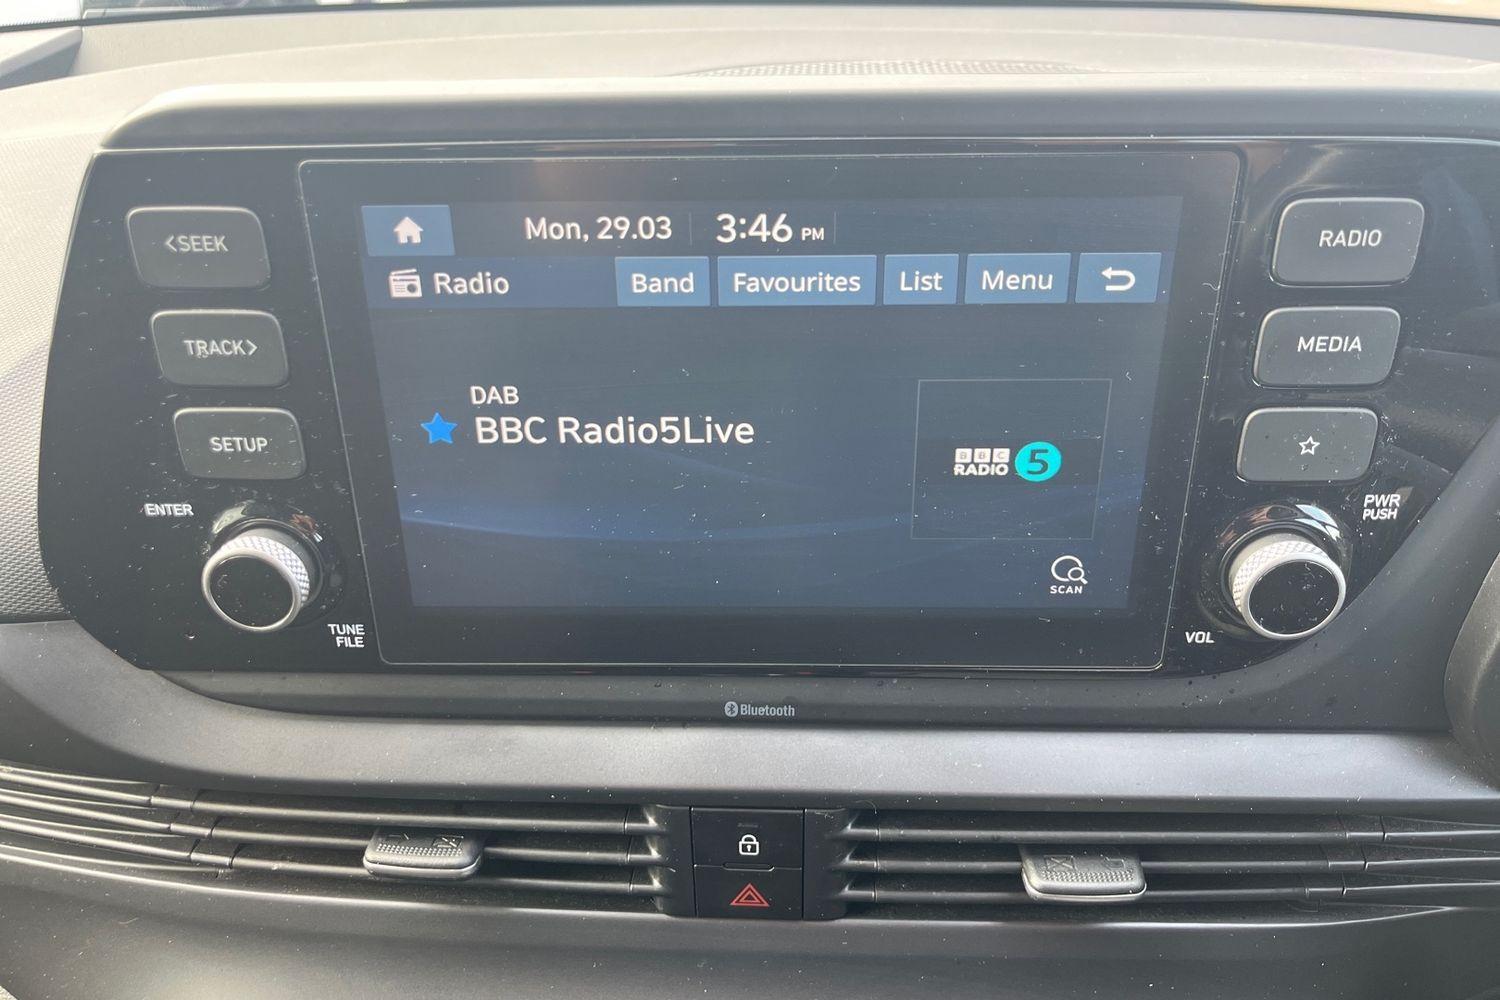 <SEEK
TRACK>
SETUP
ENTER
TUNE
FILE
Mon, 29.03
3:46 PM
Radio
Band
Favourites
List
Menu
DAB
BBC Radio5Live
BBC
RADIO 5
SCAN
RADIO
MEDIA
PWR
PUSH
VOL
Bluetooth